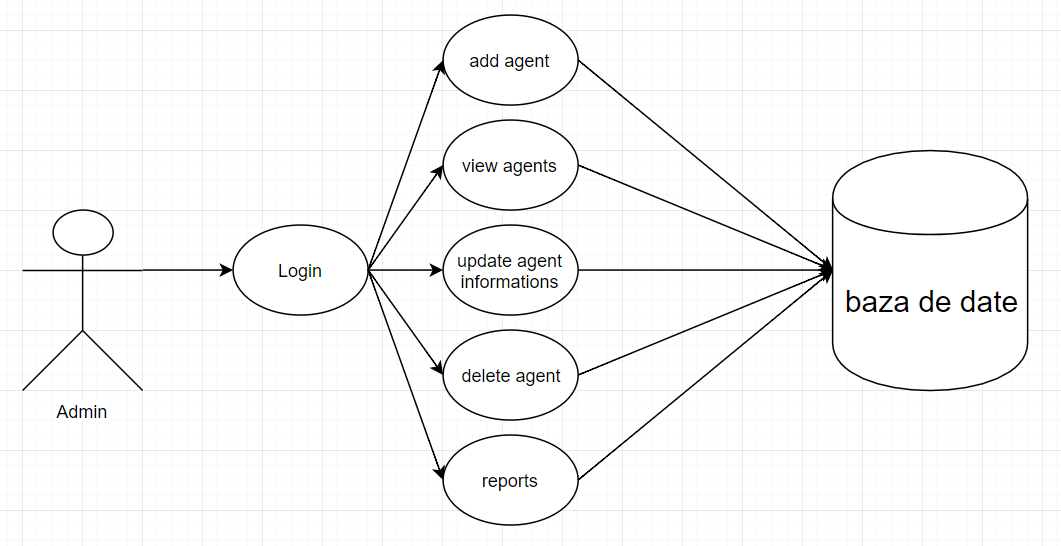 Admin
Login
add agent
view agents
update agent
informations
delete agent
reports
baza de date